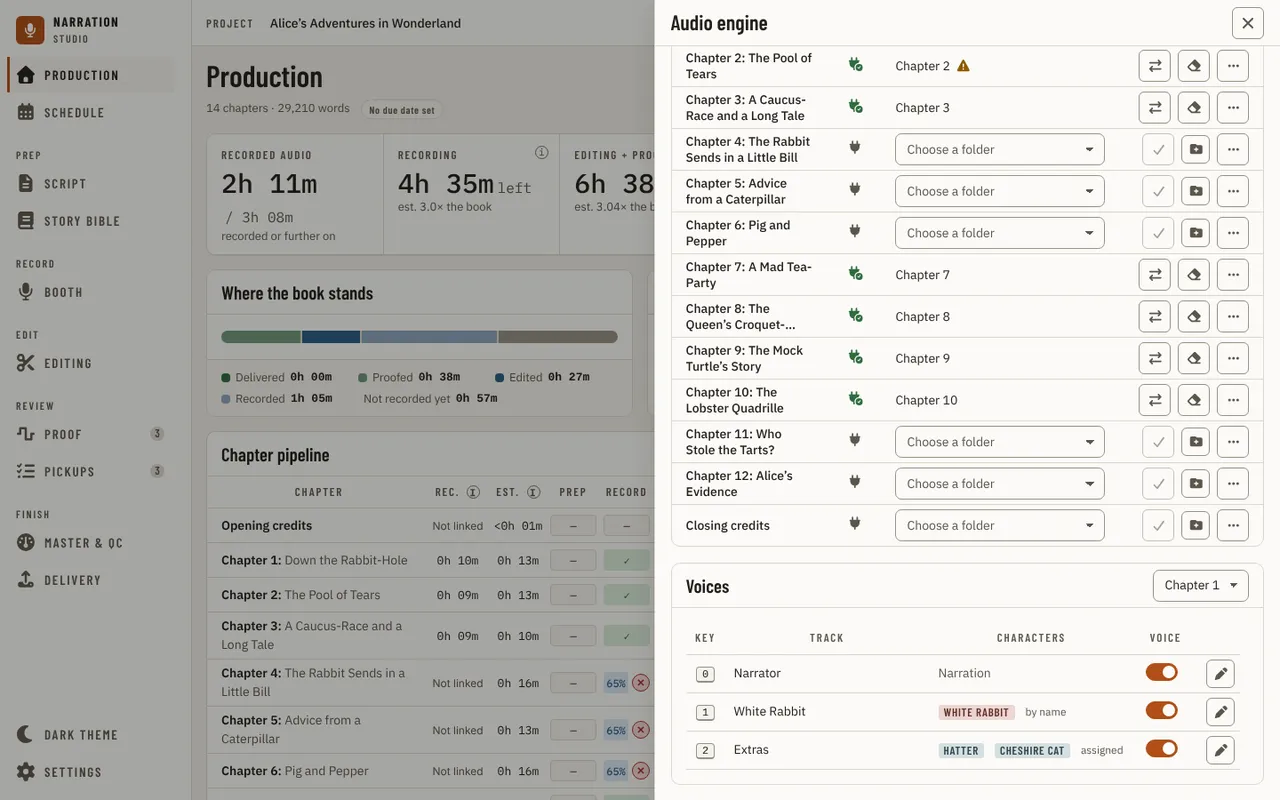 NARRATION
STUDIO
PRODUCTION
SCHEDULE
PREP
SCRIPT
STORY BIBLE
RECORD
BOOTH
EDIT
EDITING
REVIEW
PROOF 3
PICKUPS 3
FINISH
MASTER & QC
DELIVERY
DARK THEME
SETTINGS
PROJECT Alice's Adventures in Wonderland
Production
14 chapters · 29,210 words No due date set
RECORDED AUDIO
2h 11m
/ 3h 08m
recorded or further on
RECORDING
4h 35m left
est. 3.0× the book
EDITING + PRO
6h 38
est. 3.04× the b
Where the book stands
Delivered 0h 00m Proofed 0h 38m Edited 0h 27m
Recorded 1h 05m Not recorded yet 0h 57m
Chapter pipeline
CHAPTER REC. EST. PREP RECORD
Opening credits Not linked <0h 01m — —
Chapter 1: Down the Rabbit-Hole 0h 10m 0h 13m — ✓
Chapter 2: The Pool of Tears 0h 09m 0h 13m — ✓
Chapter 3: A Caucus-Race and a
Long Tale 0h 09m 0h 10m — ✓
Chapter 4: The Rabbit Sends in a
Little Bill Not linked 0h 16m — 65%
Chapter 5: Advice from a
Caterpillar Not linked 0h 13m — 65%
Chapter 6: Pig and Pepper Not linked 0h 16m — 65%
Audio engine
Chapter 2: The Pool of
Tears Chapter 2
Chapter 3: A Caucus-
Race and a Long Tale Chapter 3
Chapter 4: The Rabbit
Sends in a Little Bill Choose a folder
Chapter 5: Advice
from a Caterpillar Choose a folder
Chapter 6: Pig and
Pepper Choose a folder
Chapter 7: A Mad Tea-
Party Chapter 7
Chapter 8: The
Queen's Croquet-... Chapter 8
Chapter 9: The Mock
Turtle's Story Chapter 9
Chapter 10: The
Lobster Quadrille Chapter 10
Chapter 11: Who
Stole the Tarts? Choose a folder
Chapter 12: Alice's
Evidence Choose a folder
Closing credits Choose a folder
Voices Chapter 1
KEY TRACK CHARACTERS VOICE
0 Narrator Narration
1 White Rabbit WHITE RABBIT by name
2 Extras HATTER CHESHIRE CAT assigned